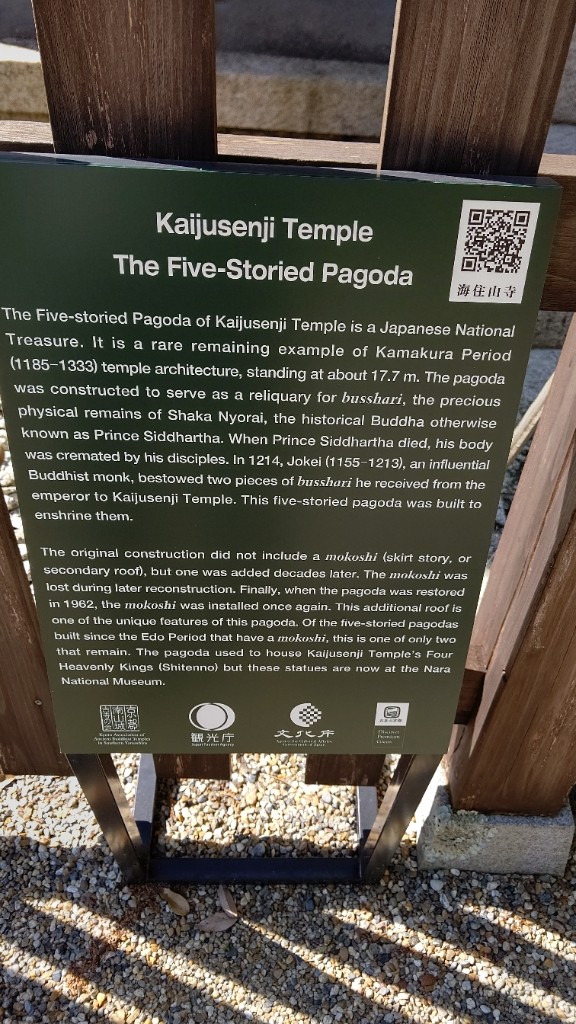 Kaijusenji Temple
The Five-Storied Pagoda
海住山寺
The Five-storied Pagoda of Kaijusenji Temple is a Japanese National
Treasure. It is a rare remaining example of Kamakura Period
(1185–1333) temple architecture, standing at about 17.7 m. The pagoda
was constructed to serve as a reliquary for busshari, the precious
physical remains of Shaka Nyorai, the historical Buddha otherwise
known as Prince Siddhartha. When Prince Siddhartha died, his body
was cremated by his disciples. In 1214, Jokei (1155–1213), an influential
Buddhist monk, bestowed two pieces of busshari he received from the
emperor to Kaijusenji Temple. This five-storied pagoda was built to
enshrine them.
The original construction did not include a mokoshi (skirt story, or
secondary roof), but one was added decades later. The mokoshi was
lost during later reconstruction. Finally, when the pagoda was restored
in 1962, the mokoshi was installed once again. This additional roof is
one of the unique features of this pagoda. Of the five-storied pagodas
built since the Edo Period that have a mokoshi, this is one of only two
that remain. The pagoda used to house Kaijusenji Temple's Four
Heavenly Kings (Shitenno) but these statues are now at the Nara
National Museum.
観光庁
Japan Tourism Agency
文化庁